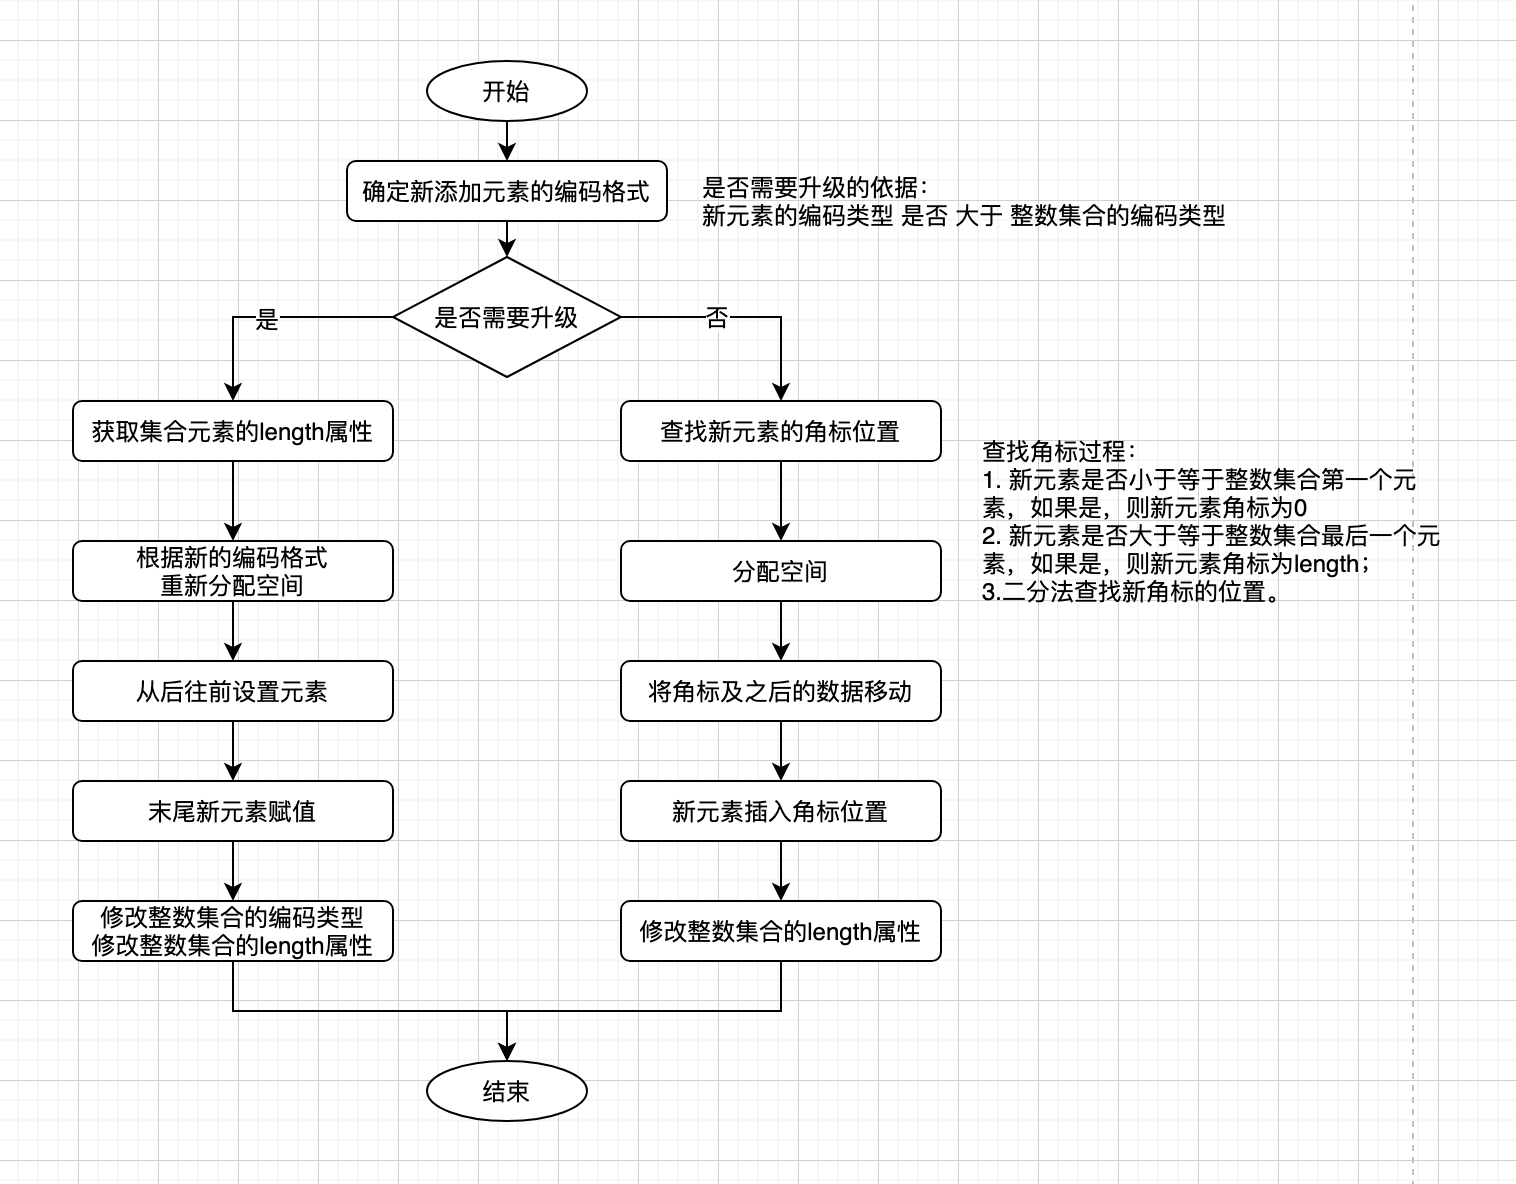 开始
确定新添加元素的编码格式
是否需要升级的依据：
新元素的编码类型 是否 大于 整数集合的编码类型
是否需要升级
是
否
获取集合元素的length属性
根据新的编码格式
重新分配空间
从后往前设置元素
末尾新元素赋值
修改整数集合的编码类型
修改整数集合的length属性
查找新元素的角标位置
查找角标过程：
1. 新元素是否小于等于整数集合第一个元
素，如果是，则新元素角标为0
2. 新元素是否大于等于整数集合最后一个元
素，如果是，则新元素角标为length；
3.二分法查找新角标的位置。
分配空间
将角标及之后的数据移动
新元素插入角标位置
修改整数集合的length属性
结束